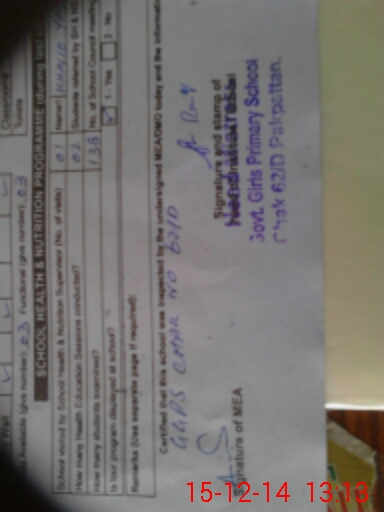 Available (give number) 03 Functional (give number) 03
SCHOOL HEALTH & NUTRITION PROGRAMME
School visited by School Health & Nutrition Supervisor (No. of visits) 01 Name:
How many Health Education Sessions conducted? 02 Students referred by SH &
How many students examined? 138 No. of School Council meeting
Is tour program displayed at school? 1 Yes 2 No
Remarks (Use separate page if required):
Certified that this school was inspected by the undersigned MEA/DMO today and the information
GGPS CHAK NO 62/D
Signature and stamp of
Headmistress
Govt. Girls Primary School
Chak 62/D Pakpattan.
Signature of MEA
15-12-14 13:13